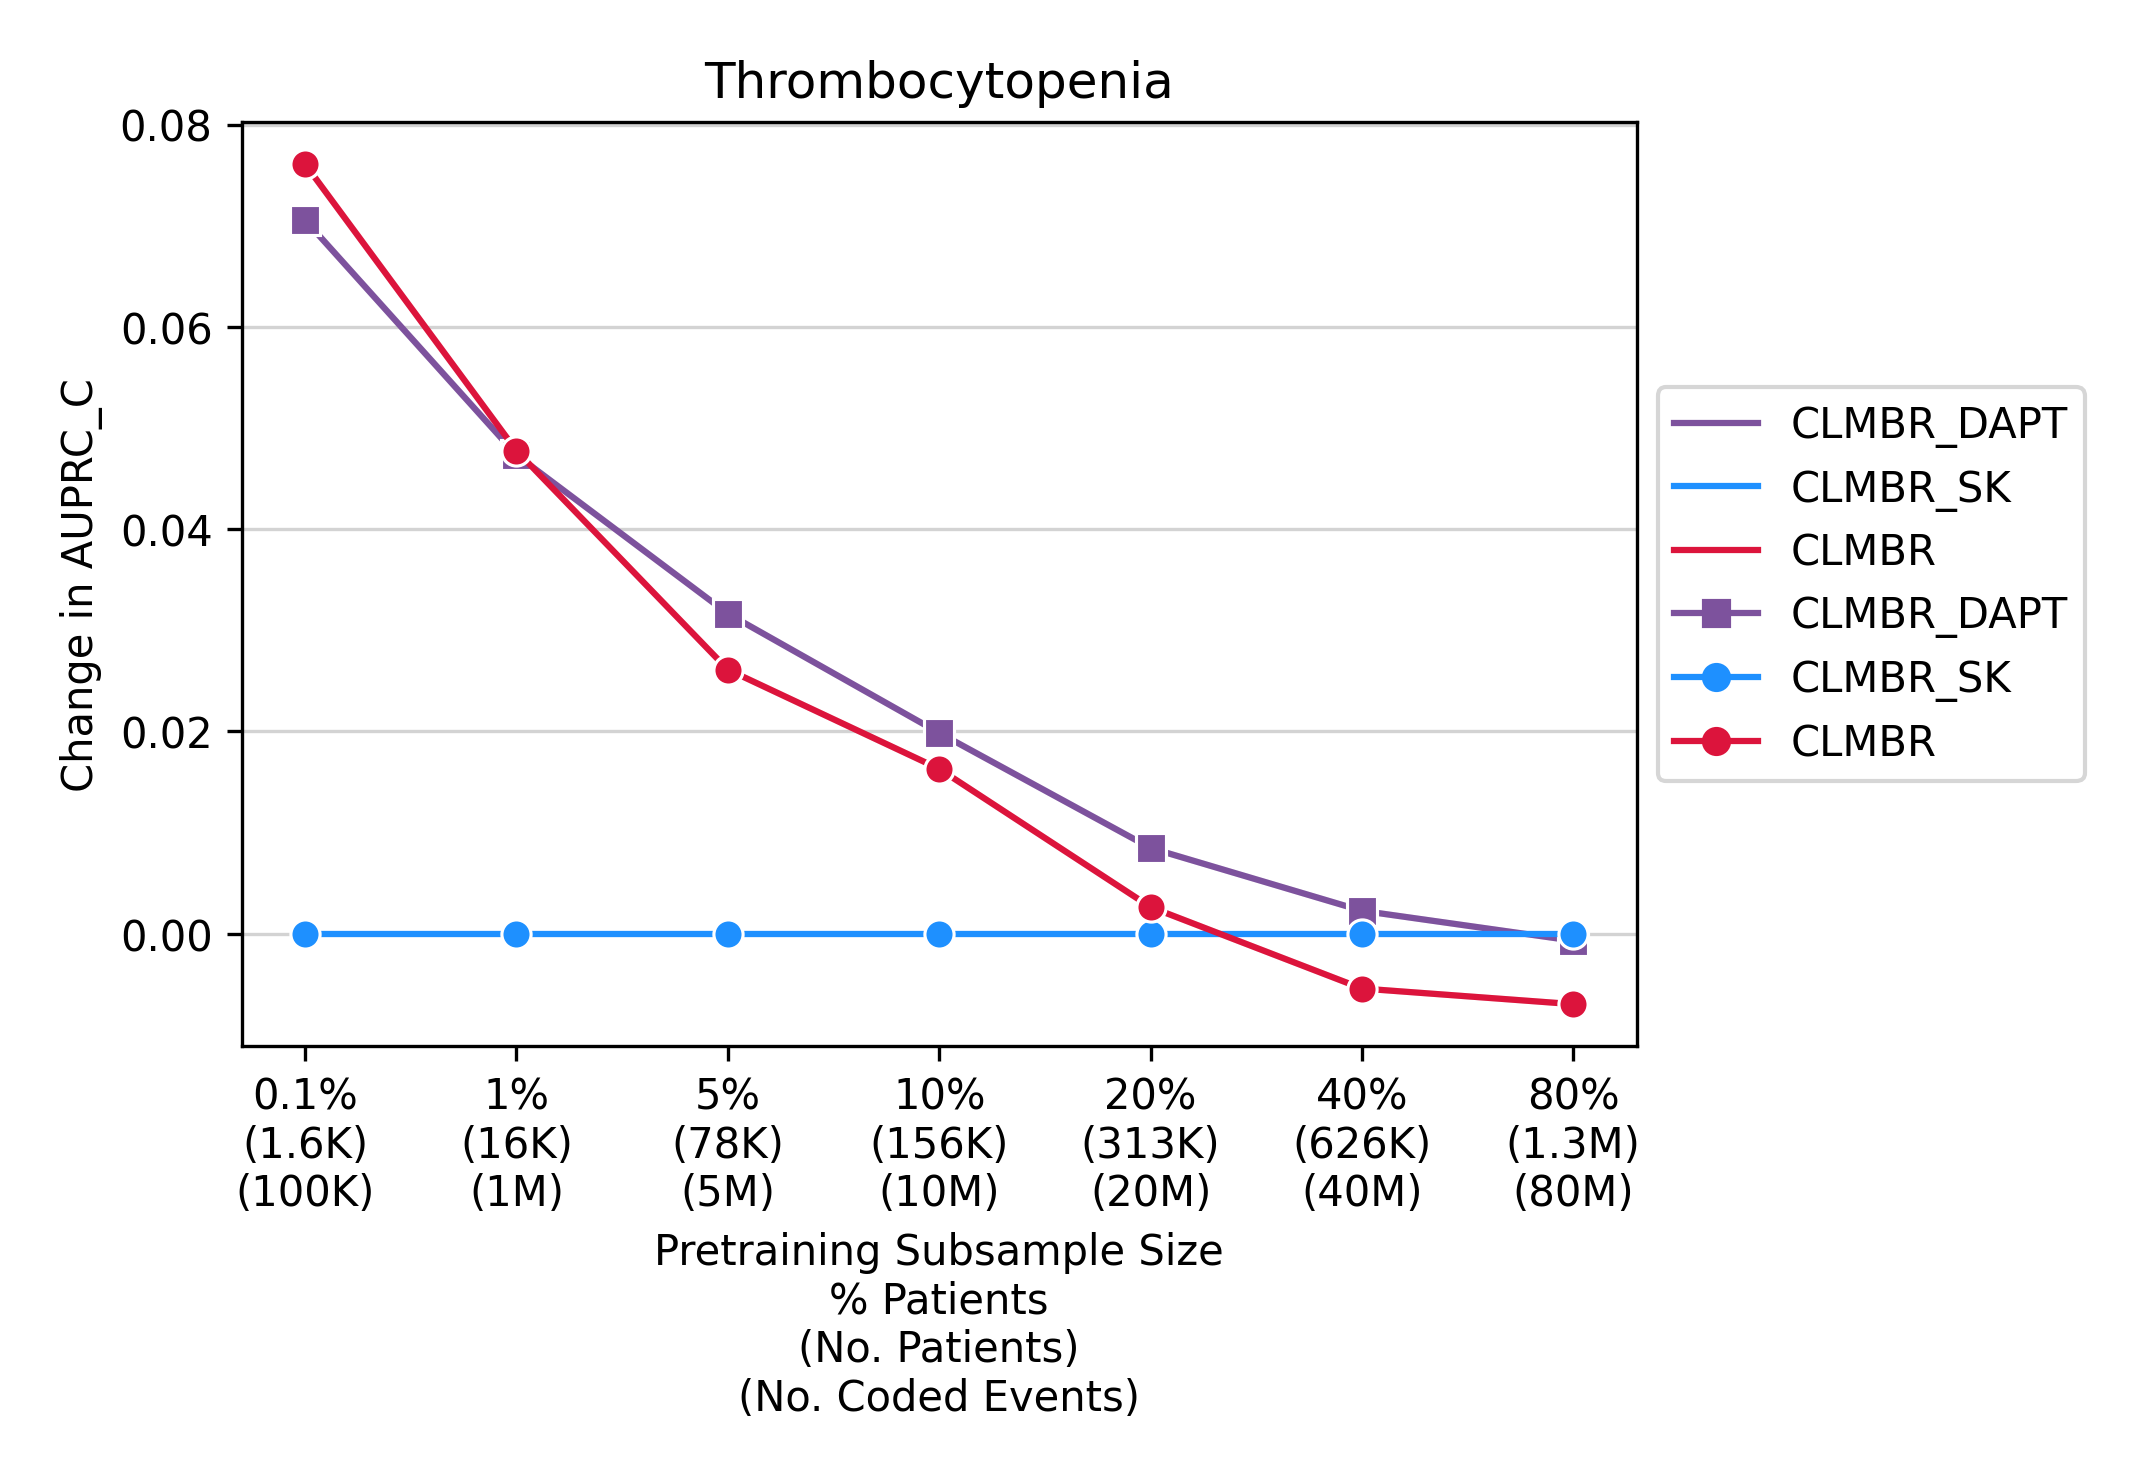 Thrombocytopenia
0.08
0.06
0.04
0.02
0.00
Change in AUPRC_C
0.1% 1% 5% 10% 20% 40% 80%
(1.6K) (16K) (78K) (156K) (313K) (626K) (1.3M)
(100K) (1M) (5M) (10M) (20M) (40M) (80M)
Pretraining Subsample Size
% Patients
(No. Patients)
(No. Coded Events)
CLMBR_DAPT
CLMBR_SK
CLMBR
CLMBR_DAPT
CLMBR_SK
CLMBR